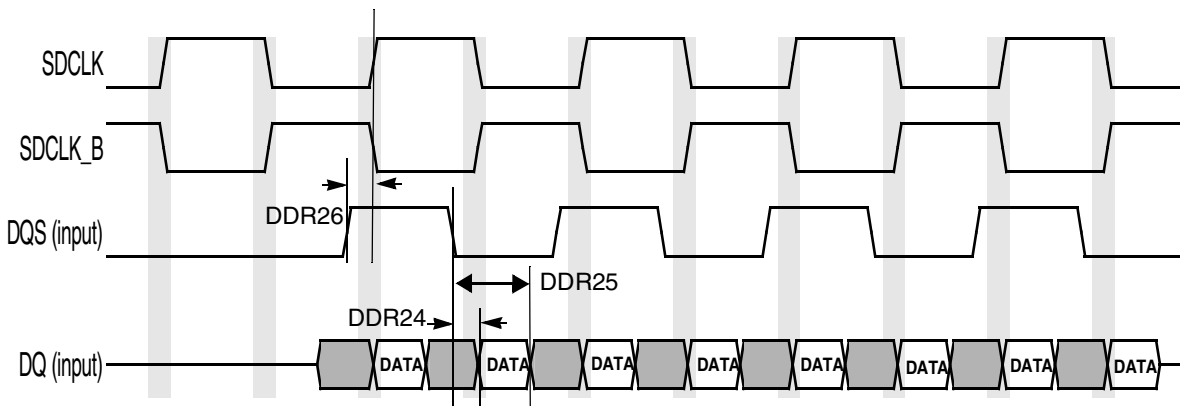 SDCLK
SDCLK_B
DDR26
DQS (input)
DDR25
DDR24
DQ (input)
DATA DATA DATA DATA DATA DATA DATA DATA